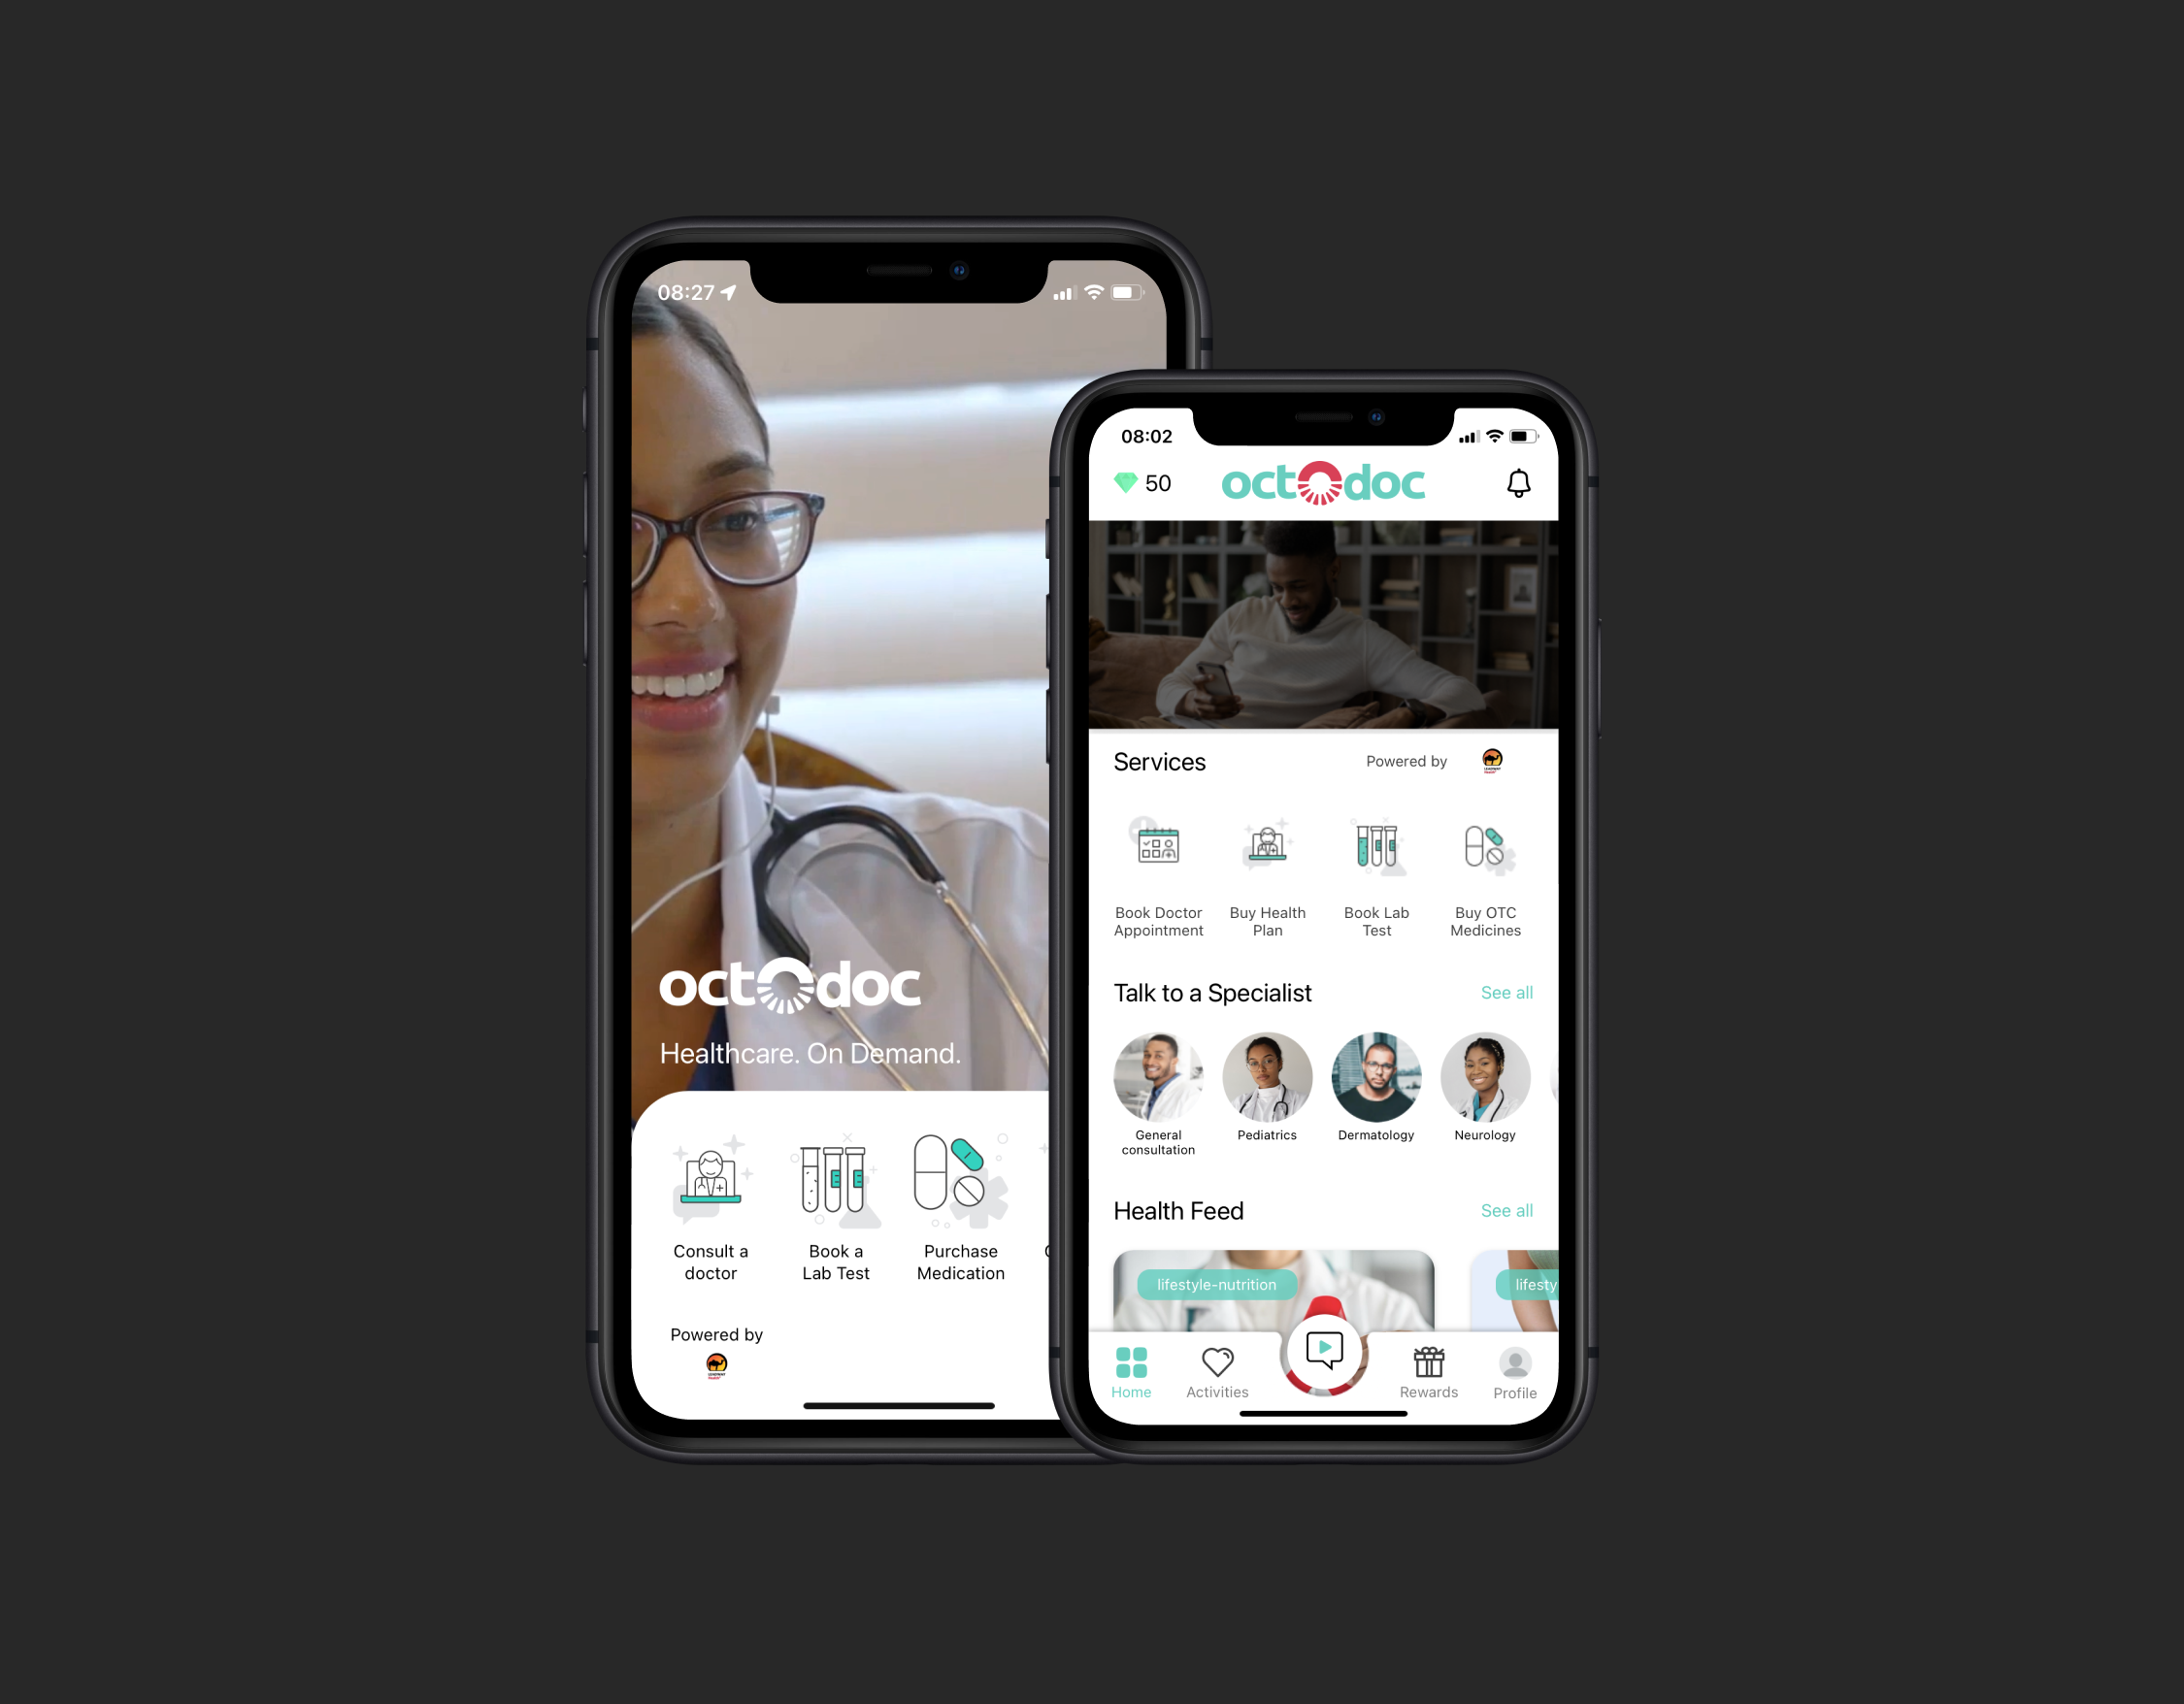 08:27
octodoc
Healthcare. On Demand.
Consult a
doctor
Book a
Lab Test
Purchase
Medication
Powered by
08:02
50
octodoc
Services
Powered by
Book Doctor
Appointment
Buy Health
Plan
Book Lab
Test
Buy OTC
Medicines
Talk to a Specialist
See all
General
consultation
Pediatrics
Dermatology
Neurology
Health Feed
See all
lifestyle-nutrition
lifesty
Home
Activities
Rewards
Profile